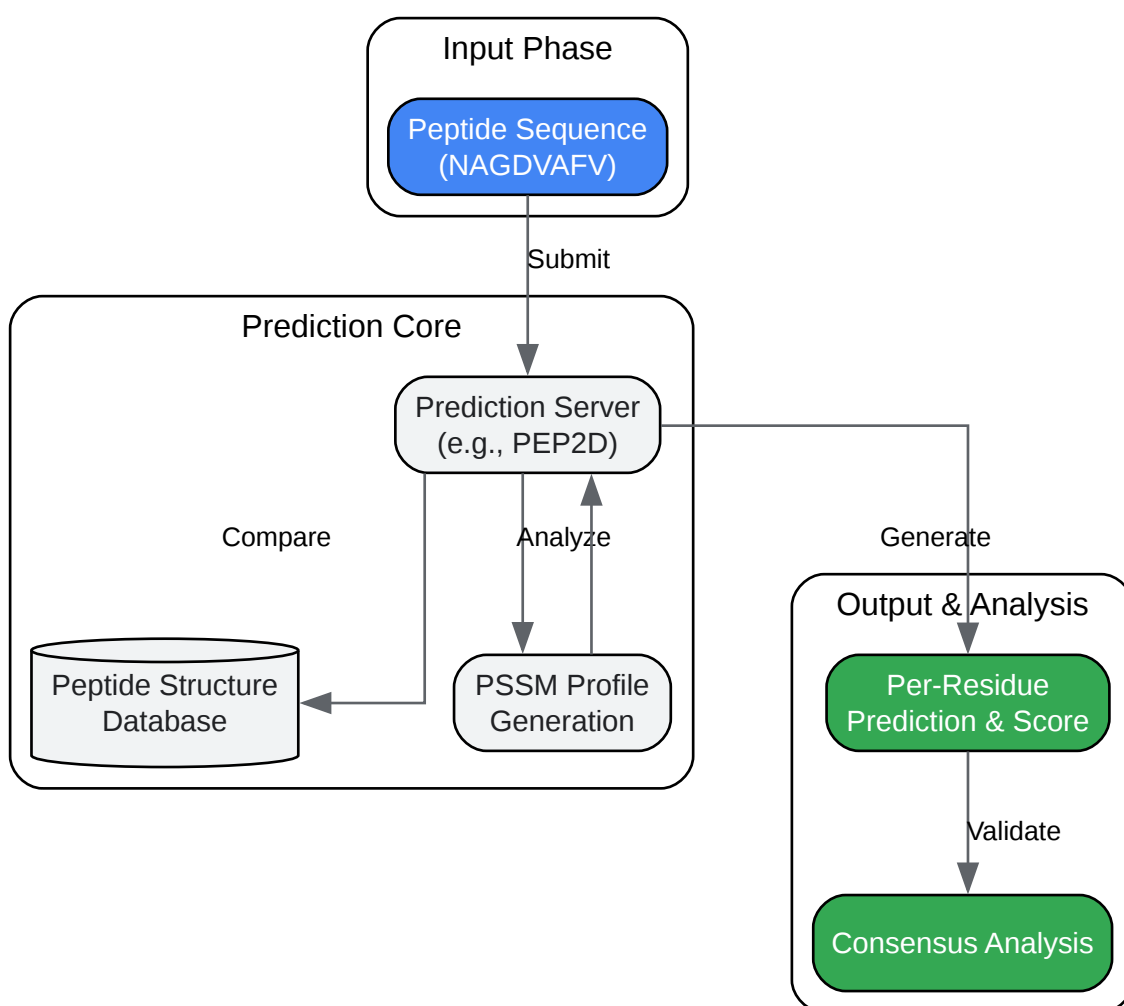 Input Phase
Peptide Sequence
(NAGDVAFV)
Submit
Prediction Core
Prediction Server
(e.g., PEP2D)
Compare
Analyze
Generate
Peptide Structure
Database
PSSM Profile
Generation
Output & Analysis
Per-Residue
Prediction & Score
Validate
Consensus Analysis